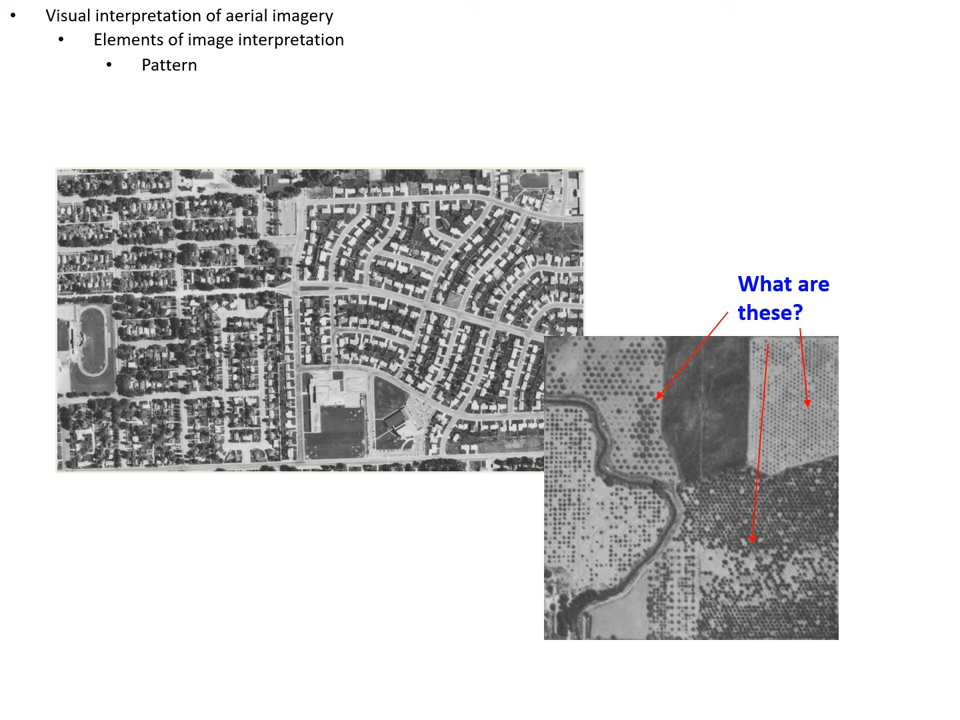 • Visual interpretation of aerial imagery
• Elements of image interpretation
• Pattern
What are
these?